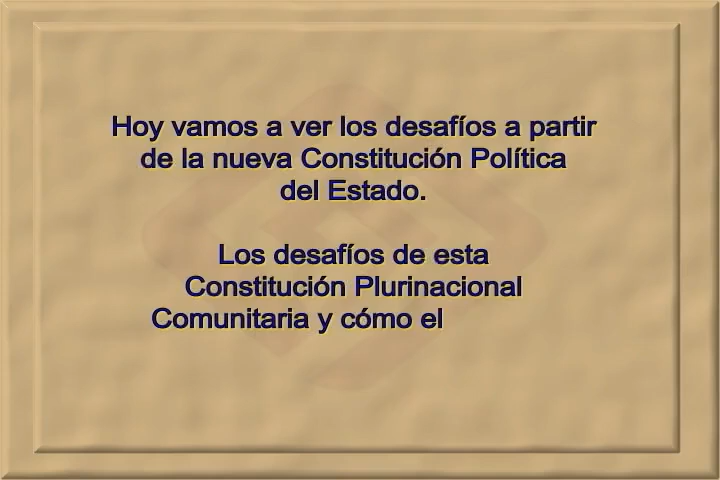 Hoy vamos a ver los desafíos a partir
de la nueva Constitución Política
del Estado.
Los desafíos de esta
Constitución Plurinacional
Comunitaria y cómo el